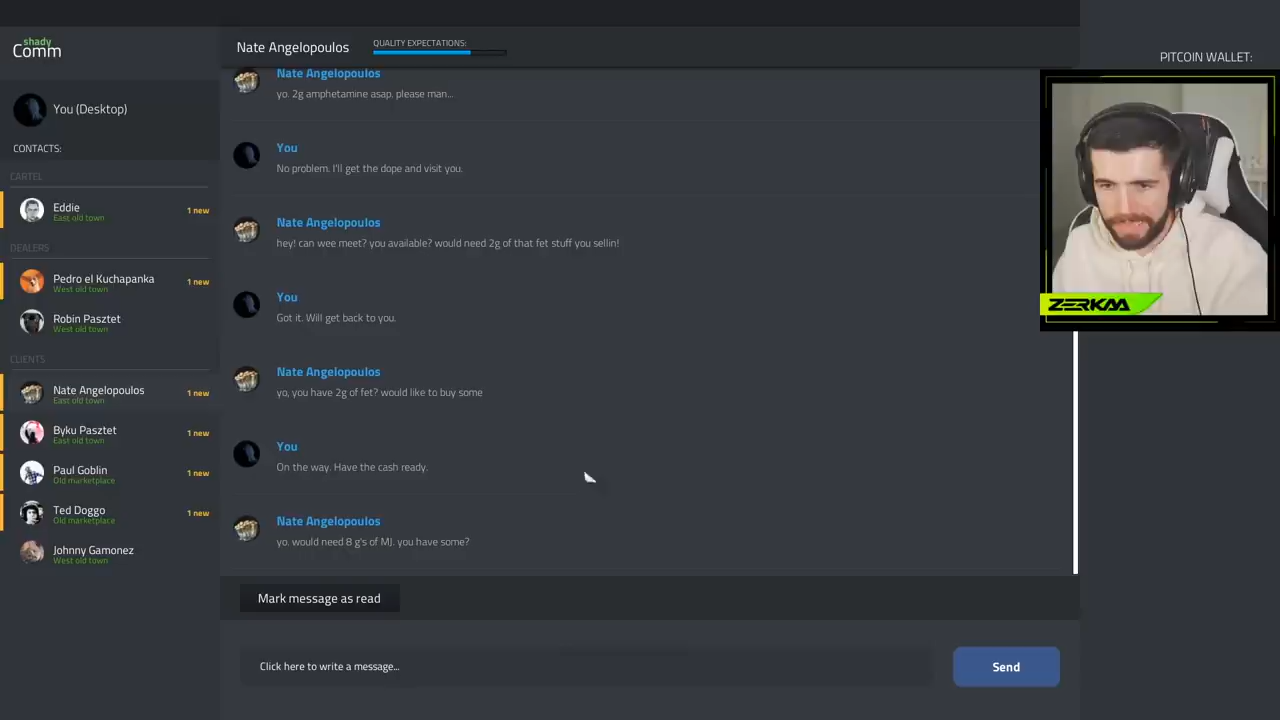 shady
Comm
You (Desktop)
CONTACTS:
CARTEL
Eddie
East old town
1 new
DEALERS
Pedro el Kuchapanka
West old town
1 new
Robin Pasztet
West old town
CLIENTS
Nate Angelopoulos
East old town
1 new
Byku Pasztet
East old town
1 new
Paul Goblin
Old marketplace
1 new
Ted Doggo
Old marketplace
1 new
Johnny Gamonez
West old town
Nate Angelopoulos
QUALITY EXPECTATIONS:
Nate Angelopoulos
yo. 2g amphetamine asap. please man...
You
No problem. I'll get the dope and visit you.
Nate Angelopoulos
hey! can wee meet? you available? would need 2g of that fet stuff you sellin!
You
Got it. Will get back to you.
Nate Angelopoulos
yo, you have 2g of fet? would like to buy some
You
On the way. Have the cash ready.
Nate Angelopoulos
yo. would need 8 g's of MJ. you have some?
Mark message as read
Click here to write a message...
Send
PITCOIN WALLET:
ZERKAA